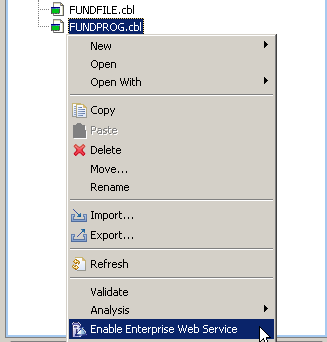 FUNDFILE.cbl
FUNDPROG.cbl
New
Open
Open With
Copy
Paste
Delete
Move...
Rename
Import...
Export...
Refresh
Validate
Analysis
Enable Enterprise Web Service